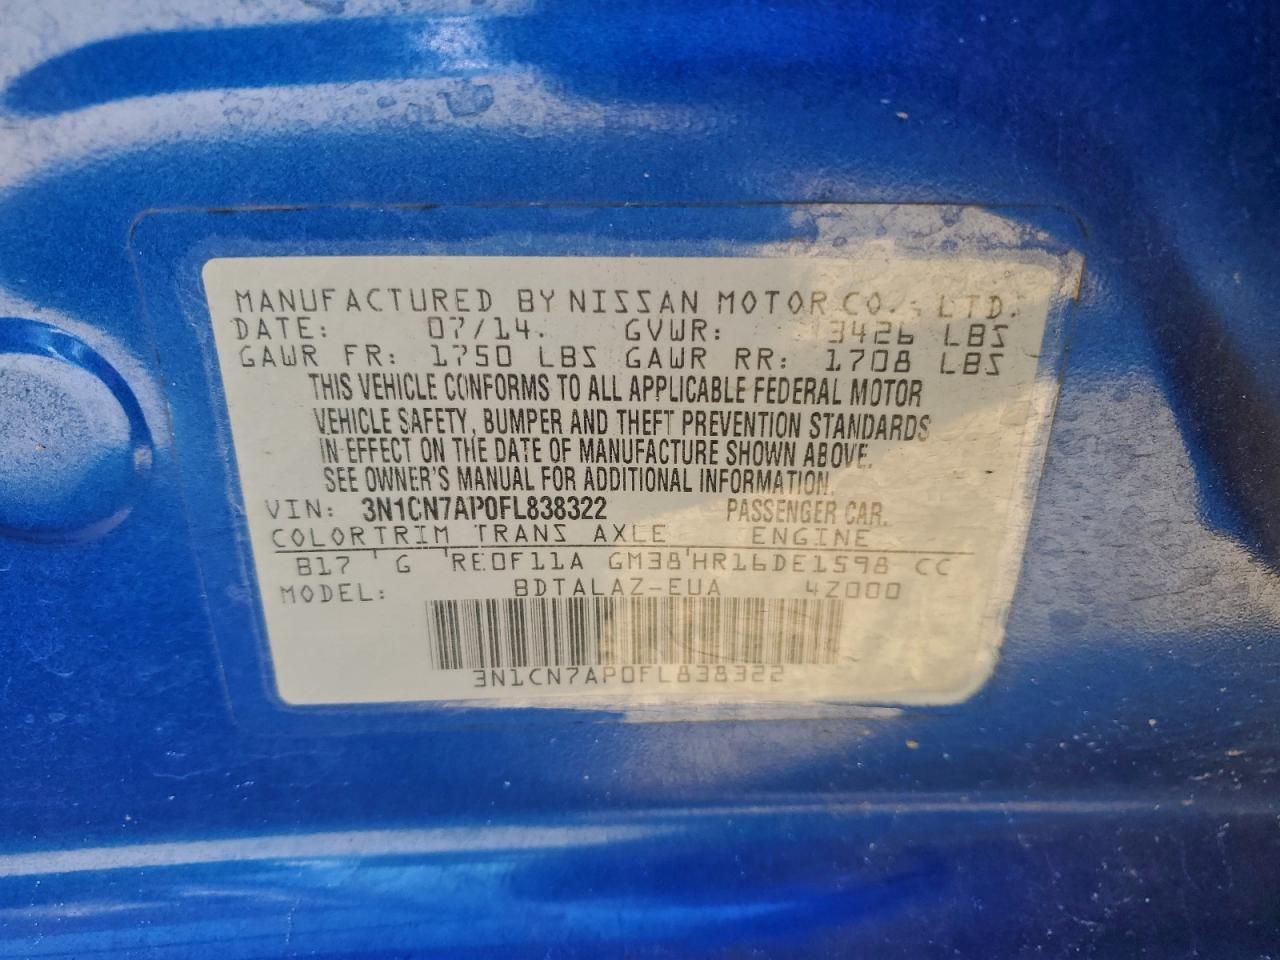 MANUFACTURED BY NISSAN MOTOR CO., LTD.
DATE: 07/14. GVWR: 3426 LBS
GAWR FR: 1750 LBS GAWR RR: 1708 LBS
THIS VEHICLE CONFORMS TO ALL APPLICABLE FEDERAL MOTOR
VEHICLE SAFETY, BUMPER AND THEFT PREVENTION STANDARDS
IN EFFECT ON THE DATE OF MANUFACTURE SHOWN ABOVE.
SEE OWNER'S MANUAL FOR ADDITIONAL INFORMATION.
VIN: 3N1CN7AP0FL838322 PASSENGER CAR.
COLOR TRIM TRANS AXLE ENGINE
B17 G RE0F11A GM38 HR16DE1598 CC
MODEL: BDTALAZ-EUA 4Z000
3N1CN7AP0FL838322